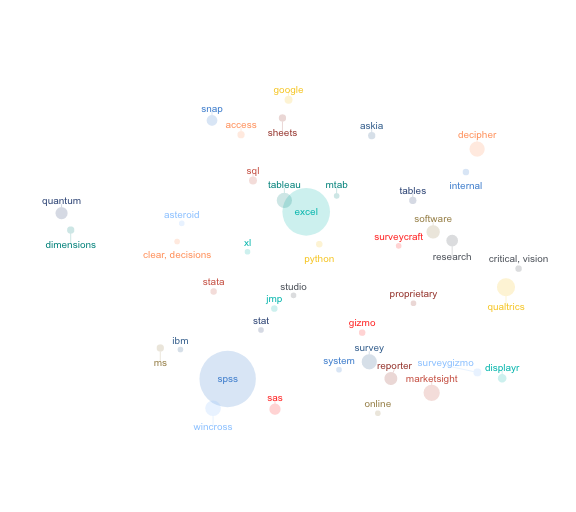 google
snap
access
askia
sheets
decipher
sql
tableau
mtab
internal
tables
quantum
asteroid
excel
software
dimensions
clear, decisions
xl
python
surveycraft
research
critical, vision
stata
studio
proprietary
jmp
qualtrics
stat
gizmo
ibm
survey
ms
system
reporter
surveygizmo
displayr
spss
marketsight
sas
online
wincross